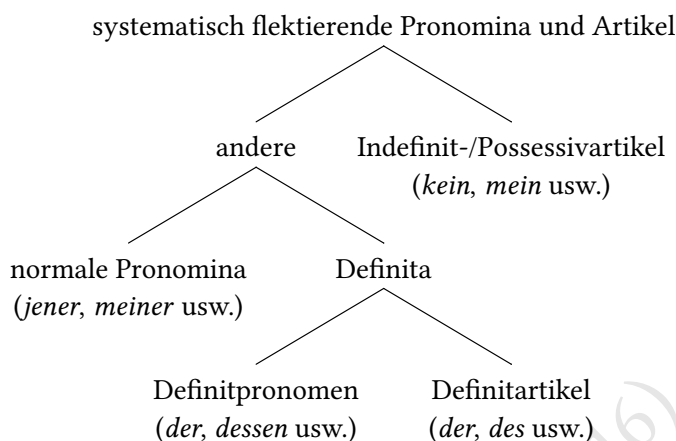 systematisch flektierende Pronomina und Artikel
andere
Indefinit-/Possessivartikel
(kein, mein usw.)
normale Pronomina
(jener, meiner usw.)
Definita
Definitpronomen
(der, dessen usw.)
Definitartikel
(der, des usw.)
16)